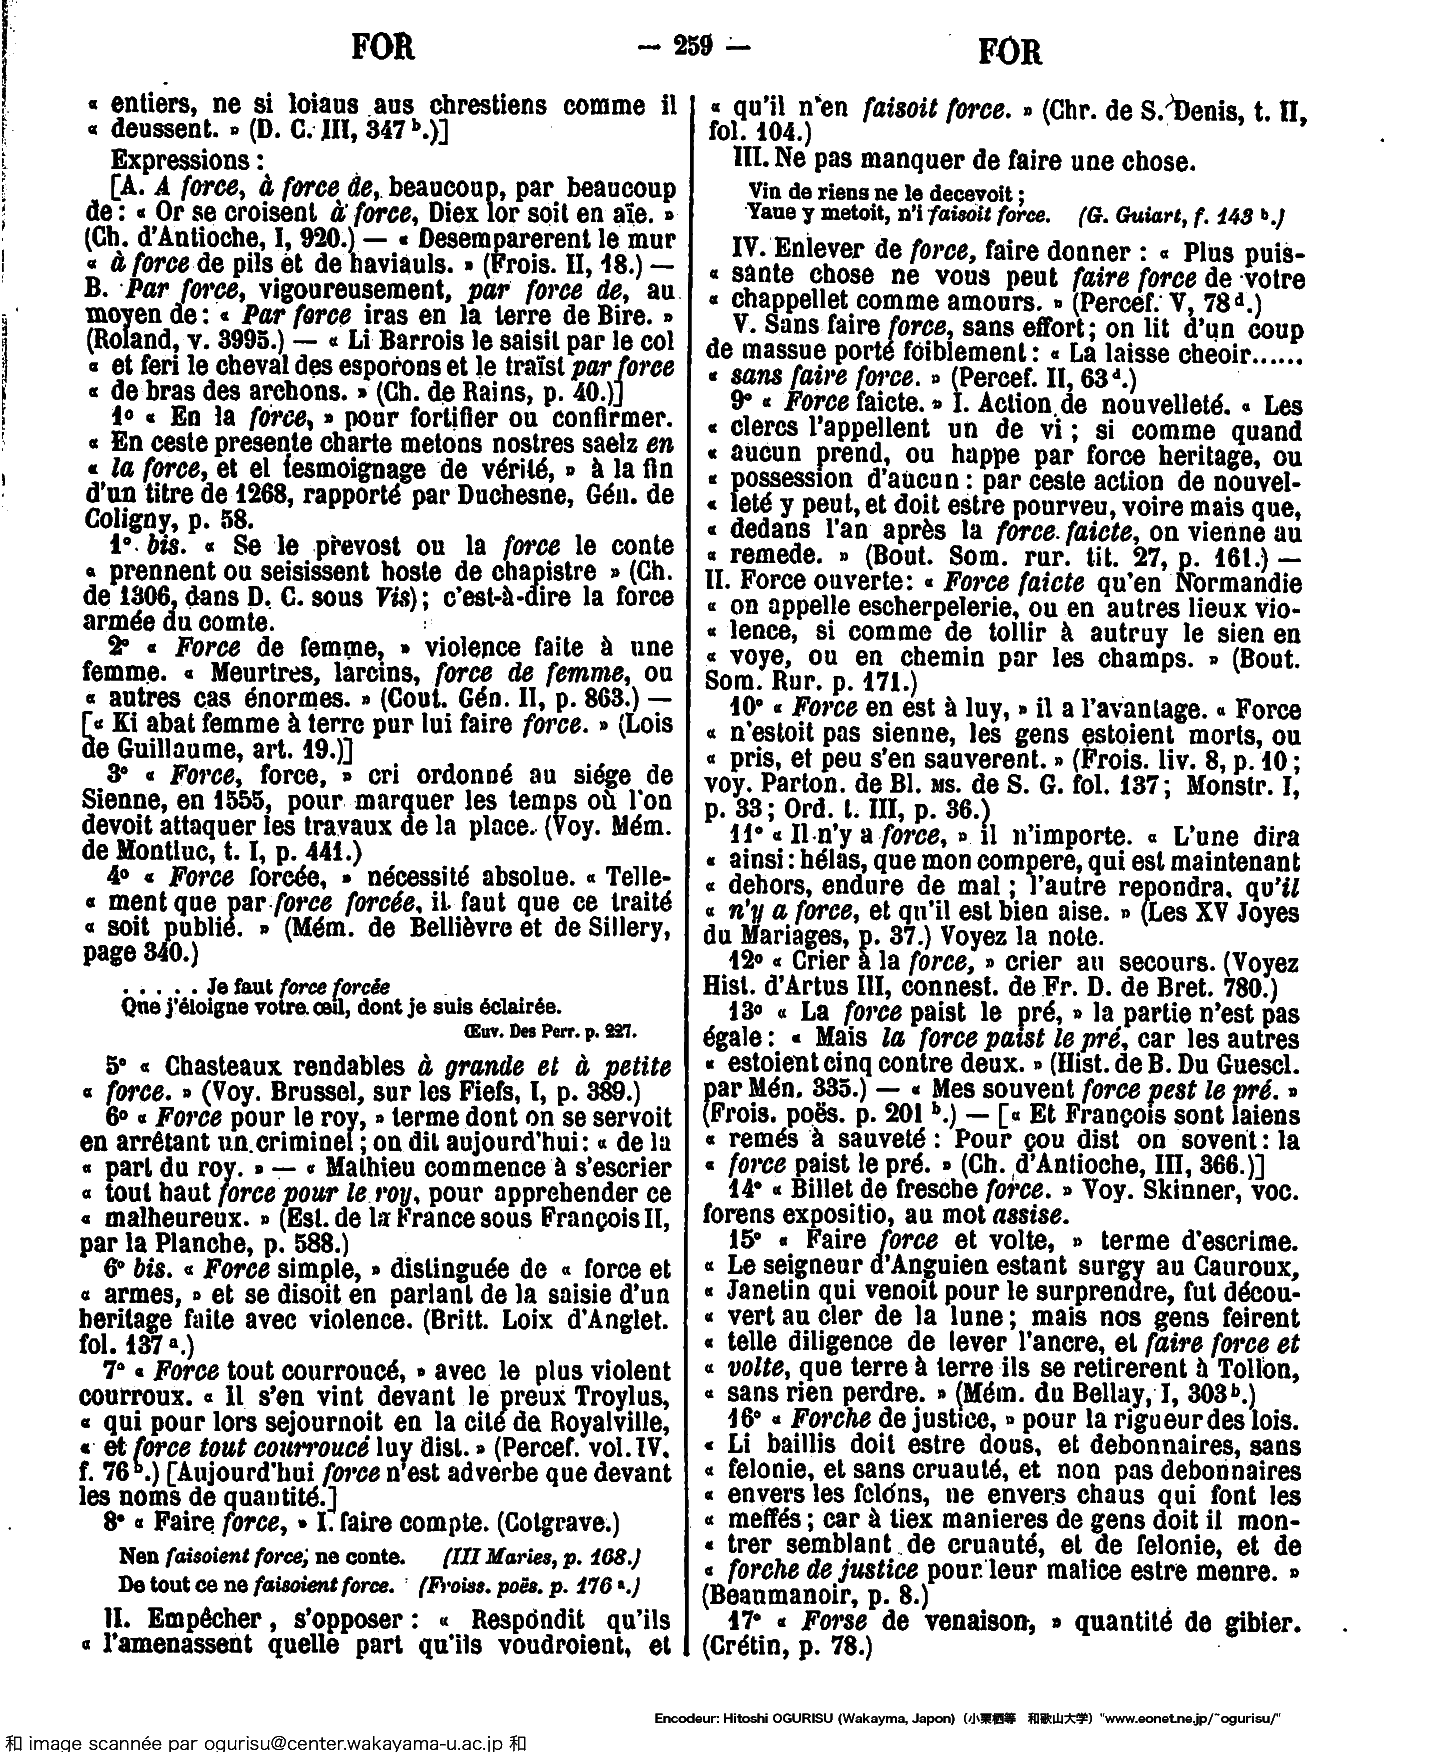 FOR — 259 — FOR
« entiers, ne si loiaus aus chrestiens comme il
« deussent. » (D. C. III, 347 b.)]
Expressions :
[A. A force, à force de, beaucoup, par beaucoup
de : « Or se croisent à force, Diex lor soit en aïe. »
(Ch. d'Antioche, I, 920.) — « Desemparerent le mur
« à force de pils et de haviauls. » (Frois. II, 18.) —
B. Par force, vigoureusement, par force de, au
moyen de : « Par force iras en la terre de Bire. »
(Roland, v. 3995.) — « Li Barrois le saisit par le col
« et feri le cheval des esporons et le traïst par force
« de bras des archons. » (Ch. de Rains, p. 40.)]
1o « En la force, » pour fortifier ou confirmer.
« En ceste presente charte metons nostres saelz en
« la force, et el tesmoignage de vérité, » à la fin
d'un titre de 1268, rapporté par Duchesne, Gén. de
Coligny, p. 58.
1o bis. « Se le prevost ou la force le conte
« prennent ou seisissent hoste de chapistre » (Ch.
de 1306, dans D. C. sous Vis) ; c'est-à-dire la force
armée du comte.
2o « Force de femme, » violence faite à une
femme. « Meurtres, larcins, force de femme, ou
« autres cas énormes. » (Cout. Gén. II, p. 863.) —
[« Ki abat femme à terre pur lui faire force. » (Lois
de Guillaume, art. 19.)]
3o « Force, force, » cri ordonné au siége de
Sienne, en 1555, pour marquer les temps où l'on
devoit attaquer les travaux de la place. (Voy. Mém.
de Montluc, t. I, p. 441.)
4o « Force forcée, » nécessité absolue. « Telle-
« ment que par force forcée, il faut que ce traité
« soit publié. » (Mém. de Bellièvre et de Sillery,
page 340.)
. . . . . Je faut force forcée
Que j'éloigne votre œil, dont je suis éclairée.
Œuv. Des Perr. p. 227.
5o « Chasteaux rendables à grande et à petite
« force. » (Voy. Brussel, sur les Fiefs, I, p. 389.)
6o « Force pour le roy, » terme dont on se servoit
en arrêtant un criminel ; on dit aujourd'hui : « de la
« part du roy. » — « Mathieu commence à s'escrier
« tout haut force pour le roy, pour apprehender ce
« malheureux. » (Est. de la France sous François II,
par la Planche, p. 588.)
6o bis. « Force simple, » distinguée de « force et
« armes, » et se disoit en parlant de la saisie d'un
heritage faite avec violence. (Britt. Loix d'Anglet.
fol. 137 a.)
7o « Force tout courroucé, » avec le plus violent
courroux. « Il s'en vint devant le preux Troylus,
« qui pour lors sejournoit en la cité de Royalville,
« et force tout courroucé luy dist. » (Percef. vol. IV.
f. 76 b.) [Aujourd'hui force n'est adverbe que devant
les noms de quantité.]
8o « Faire force, » I. faire compte. (Cotgrave.)
Nen faisoient force, ne conte. (III Maries, p. 168.)
De tout ce ne faisoient force. (Froiss. poës. p. 176 a.)
II. Empêcher, s'opposer : « Respondit qu'ils
« l'amenassent quelle part qu'ils voudroient, et
« qu'il n'en faisoit force. » (Chr. de S. Denis, t. II,
fol. 104.)
III. Ne pas manquer de faire une chose.
Vin de riens ne le decevoit ;
Yaue y metoit, n'i faisoit force. (G. Guiart, f. 143 b.)
IV. Enlever de force, faire donner : « Plus puis-
« sante chose ne vous peut faire force de votre
« chappellet comme amours. » (Percef. V, 78 d.)
V. Sans faire force, sans effort ; on lit d'un coup
de massue porté foiblement : « La laisse cheoir......
« sans faire force. » (Percef. II, 63 d.)
9o « Force faicte. » I. Action de nouvelleté. « Les
« clercs l'appellent un de vi ; si comme quand
« aucun prend, ou happe par force heritage, ou
« possession d'aucun : par ceste action de nouvel-
« leté y peut, et doit estre pourveu, voire mais que,
« dedans l'an après la force faicte, on vienne au
« remede. » (Bout. Som. rur. tit. 27, p. 161.) —
II. Force ouverte : « Force faicte qu'en Normandie
« on appelle escherpelerie, ou en autres lieux vio-
« lence, si comme de tollir à autruy le sien en
« voye, ou en chemin par les champs. » (Bout.
Som. Rur. p. 171.)
10o « Force en est à luy, » il a l'avantage. « Force
« n'estoit pas sienne, les gens estoient morts, ou
« pris, et peu s'en sauverent. » (Frois. liv. 8, p. 10 ;
voy. Parton. de Bl. MS. de S. G. fol. 137 ; Monstr. I,
p. 33 ; Ord. t. III, p. 36.)
11o « Il n'y a force, » il n'importe. « L'une dira
« ainsi : hélas, que mon compere, qui est maintenant
« dehors, endure de mal ; l'autre repondra, qu'il
« n'y a force, et qu'il est bien aise. » (Les XV Joyes
du Mariages, p. 37.) Voyez la note.
12o « Crier à la force, » crier au secours. (Voyez
Hist. d'Artus III, connest. de Fr. D. de Bret. 780.)
13o « La force paist le pré, » la partie n'est pas
égale : « Mais la force paist le pré, car les autres
« estoient cinq contre deux. » (Hist. de B. Du Guescl.
par Mén. 335.) — « Mes souvent force pest le pré. »
(Frois. poës. p. 201 b.) — [« Et François sont laiens
« remés à sauveté : Pour çou dist on sovent : la
« force paist le pré. » (Ch. d'Antioche, III, 366.)]
14o « Billet de fresche force. » Voy. Skinner, voc.
forens expositio, au mot assise.
15o « Faire force et volte, » terme d'escrime.
« Le seigneur d'Anguien estant surgy au Cauroux,
« Janetin qui venoit pour le surprendre, fut décou-
« vert au cler de la lune ; mais nos gens feirent
« telle diligence de lever l'ancre, et faire force et
« volte, que terre à terre ils se retirerent à Tollon,
« sans rien perdre. » (Mém. du Bellay, I, 303 b.)
16o « Forche de justice, » pour la rigueur des lois.
« Li baillis doit estre dous, et debonnaires, sans
« felonie, et sans cruauté, et non pas debonnaires
« envers les felons, ne envers chaus qui font les
« meffés ; car à tiex manieres de gens doit il mon-
« trer semblant de cruauté, et de felonie, et de
« forche de justice pour leur malice estre menre. »
(Beaumanoir, p. 8.)
17o « Forse de venaison, » quantité de gibier.
(Crétin, p. 78.)
Encodeur: Hitoshi OGURISU (Wakayma, Japon) (小栗栖等 和歌山大学) "www.eonet.ne.jp/~ogurisu/"
和 image scannée par ogurisu@center.wakayama-u.ac.jp 和